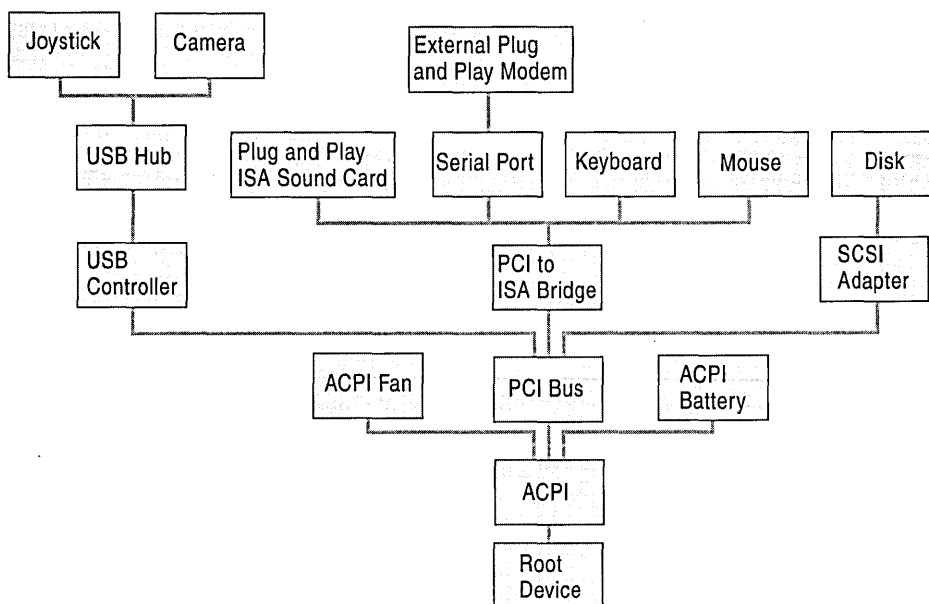 Joystick
Camera
External Plug
and Play Modem
USB Hub
Plug and Play
ISA Sound Card
Serial Port
Keyboard
Mouse
Disk
USB
Controller
PCI to
ISA Bridge
SCSI
Adapter
ACPI Fan
PCI Bus
ACPI
Battery
ACPI
Root
Device